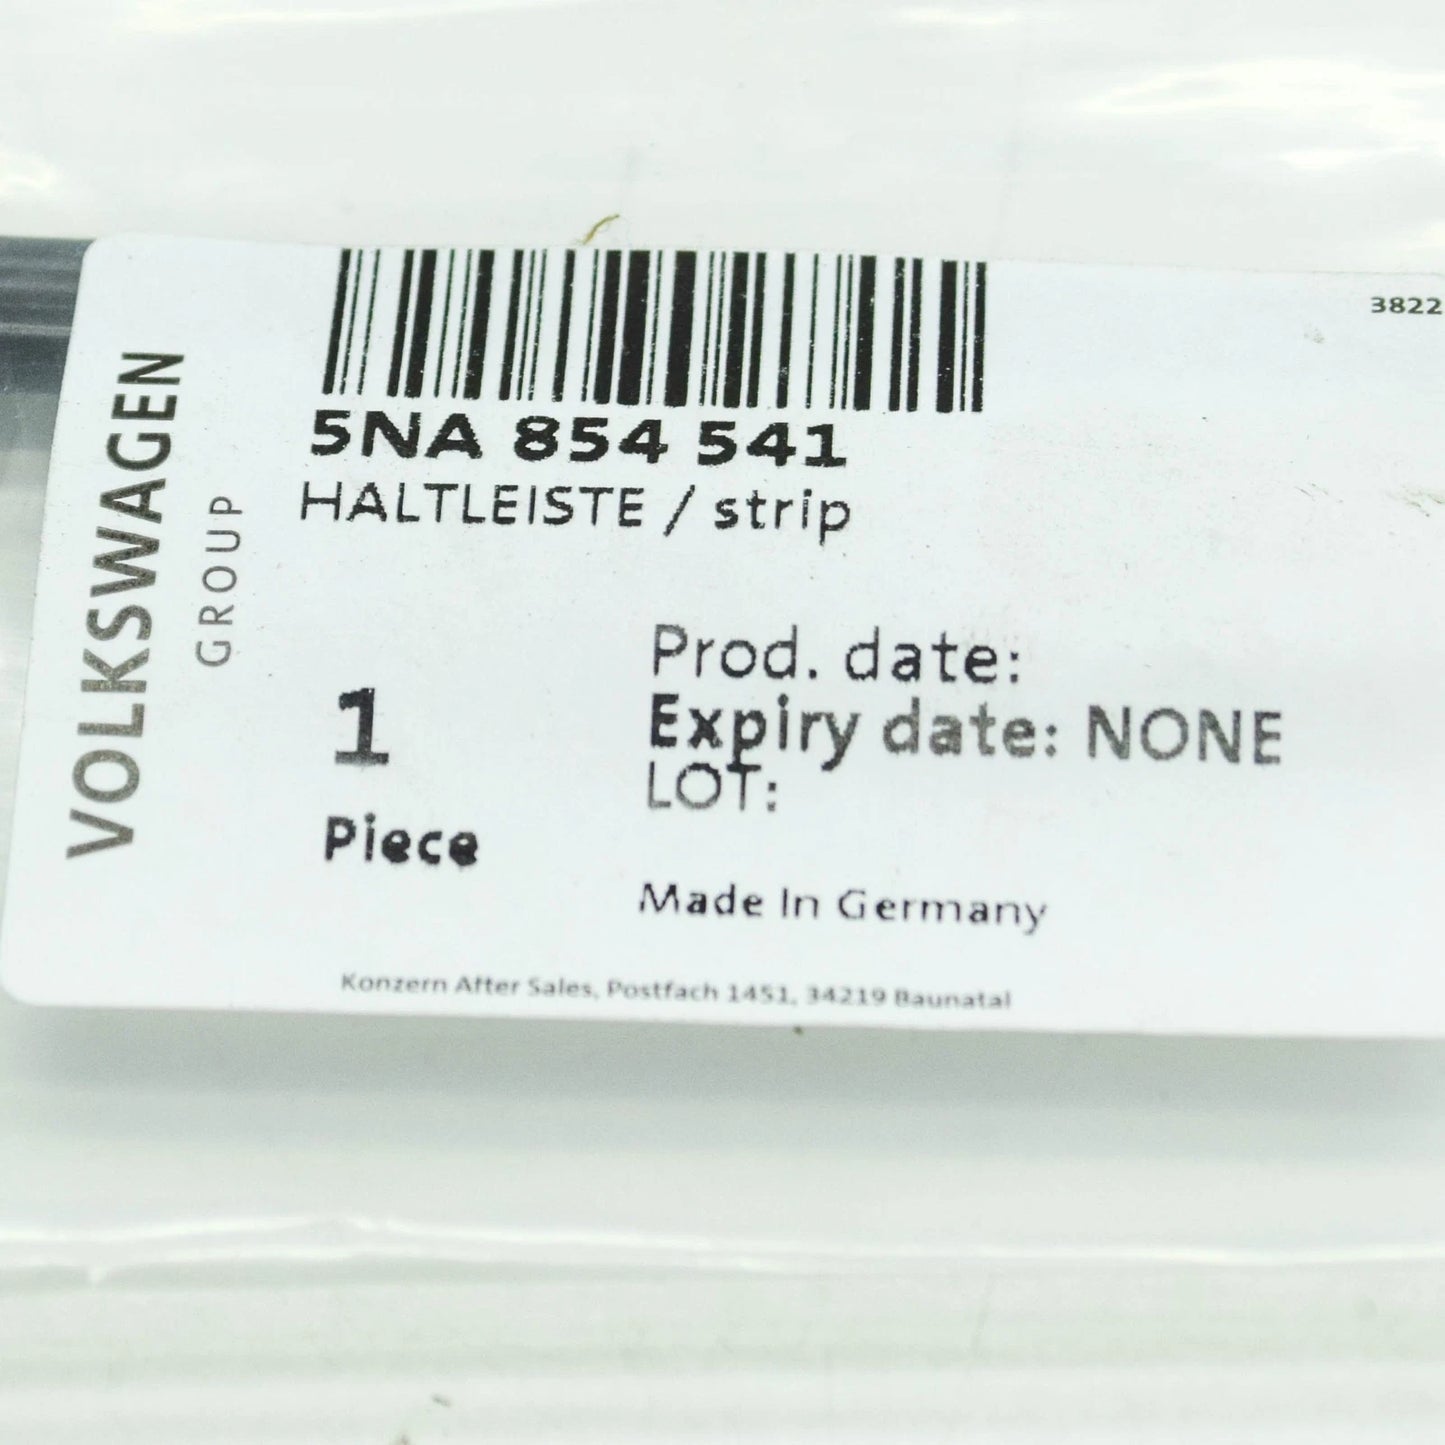 3822
5NA 854 541
HALTLEISTE / strip
VOLKSWAGEN
GROUP
1
Piece
Prod. date:
Expiry date: NONE
LOT:
Made In Germany
Konzern After Sales, Postfach 1451, 34219 Baunatal